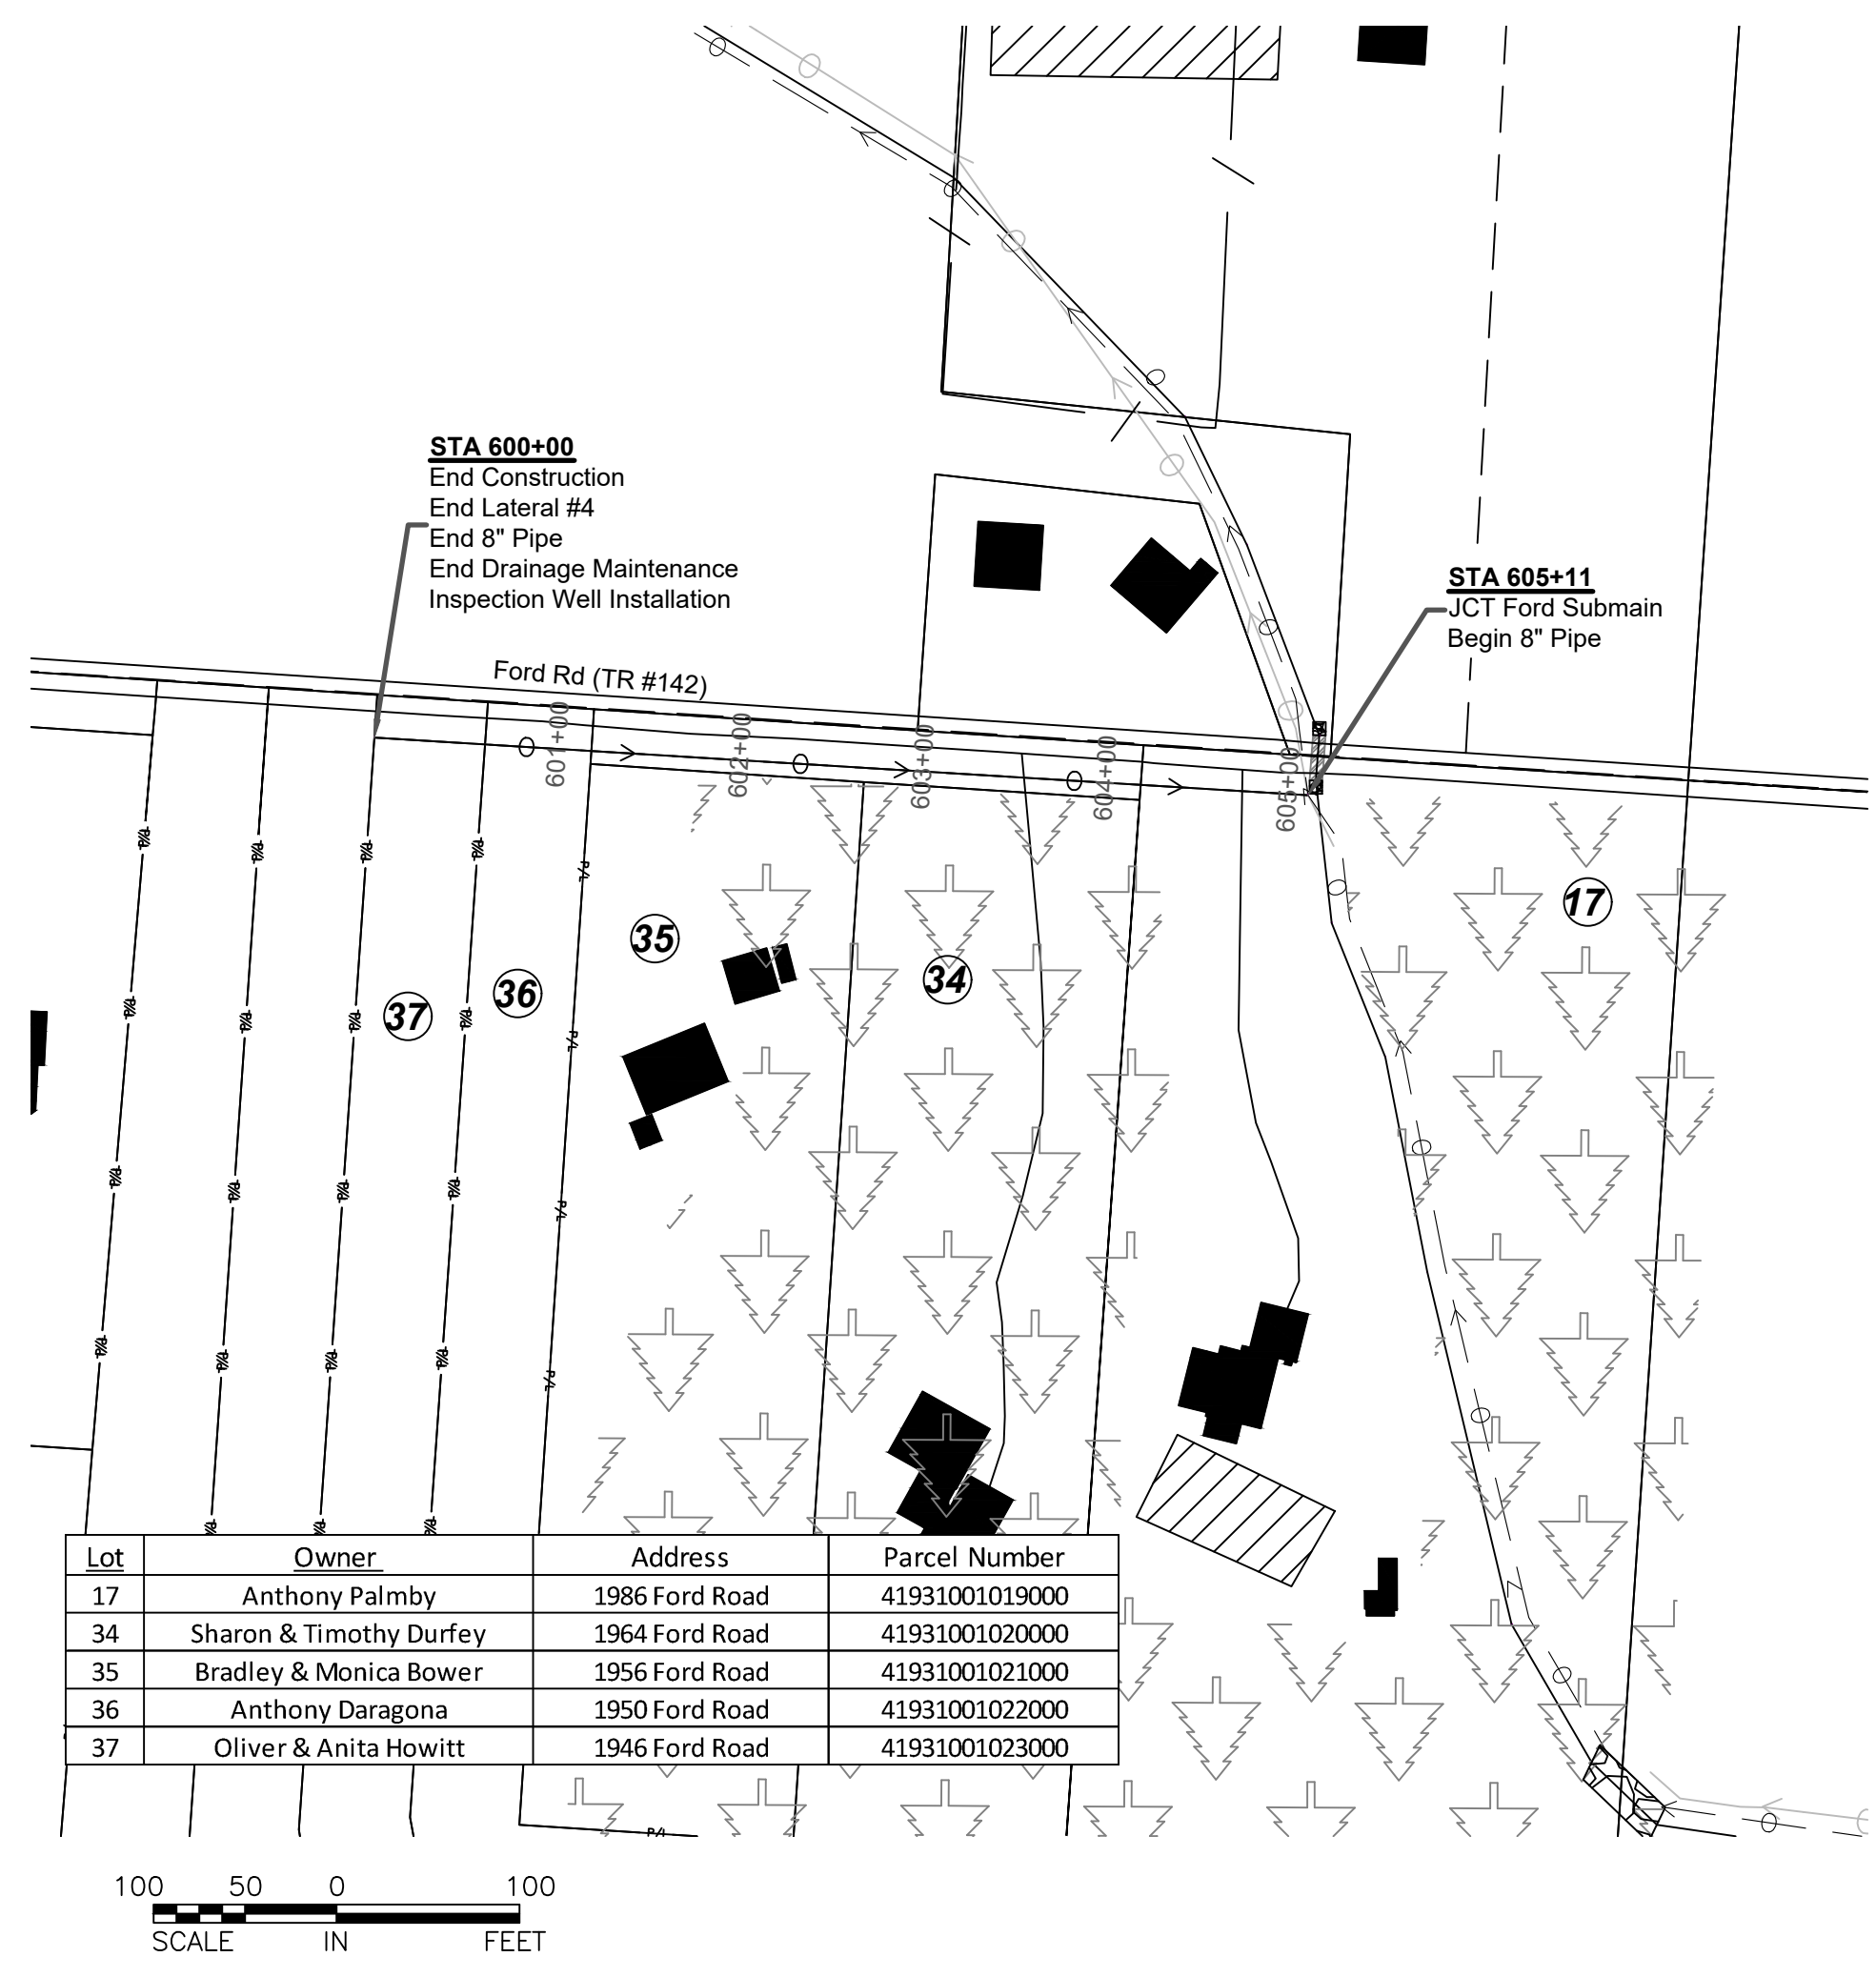 STA 600+00
End Construction
End Lateral #4
End 8" Pipe
End Drainage Maintenance
Inspection Well Installation
STA 605+11
JCT Ford Submain
Begin 8" Pipe
Ford Rd (TR #142)
601+00
602+00
603+00
604+00
605+00
35
34
17
36
37
P/L
P/L
P/L
P/L
Lot Owner Address Parcel Number
17 Anthony Palmby 1986 Ford Road 41931001019000
34 Sharon & Timothy Durfey 1964 Ford Road 41931001020000
35 Bradley & Monica Bower 1956 Ford Road 41931001021000
36 Anthony Daragona 1950 Ford Road 41931001022000
37 Oliver & Anita Howitt 1946 Ford Road 41931001023000
100 50 0 100
SCALE IN FEET